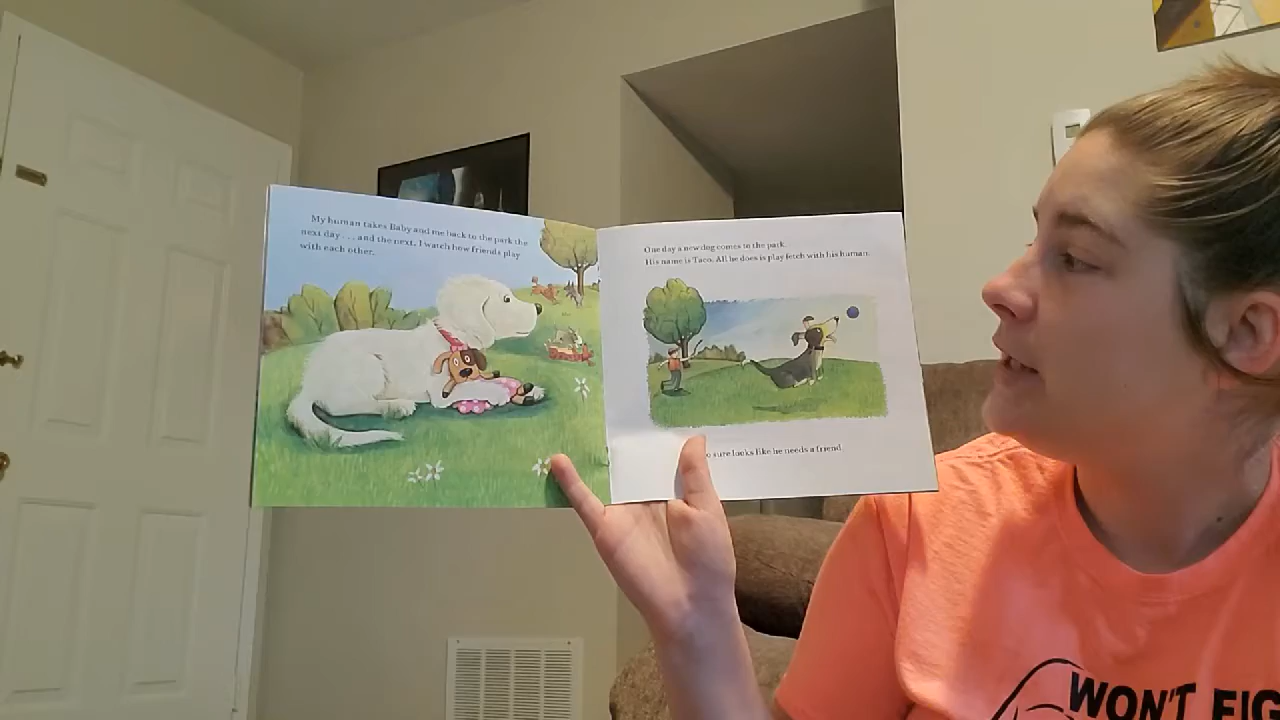 My human takes Baby and me back to the park the
next day . . . and the next. I watch how friends play
with each other.
One day a new dog comes to the park.
His name is Taco. All he does is play fetch with his human.
sure looks like he needs a friend.
WON'T FIG